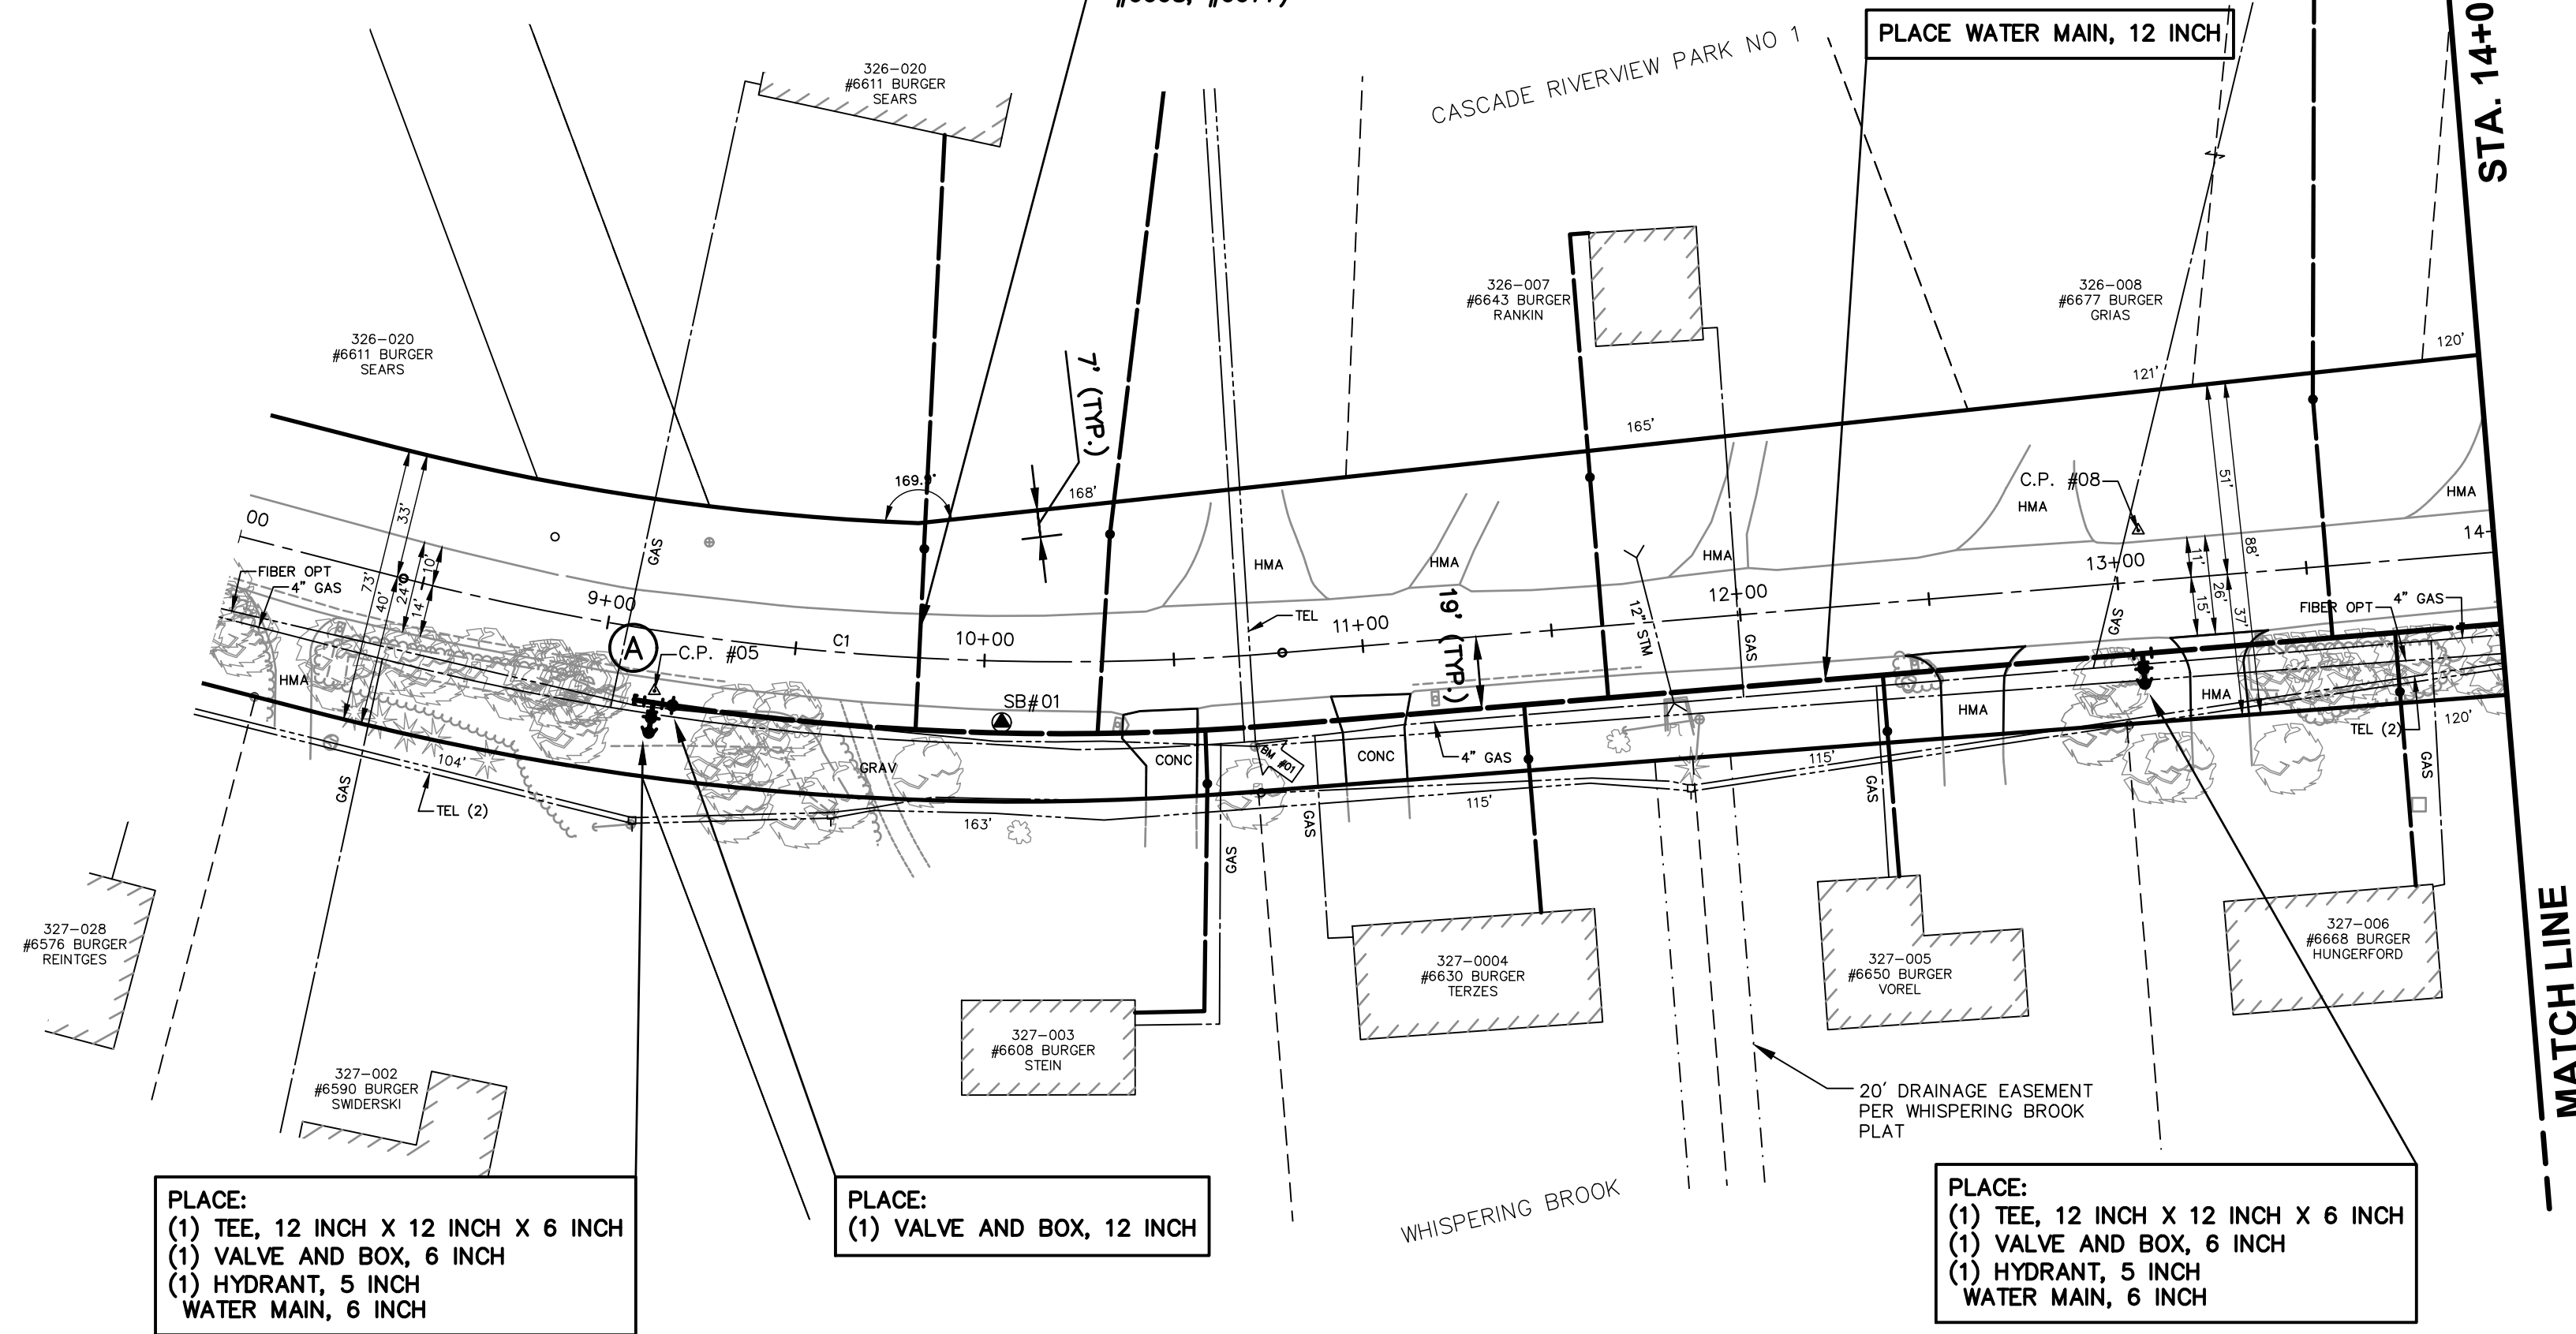 PLACE WATER MAIN, 12 INCH
STA. 14+0
CASCADE RIVERVIEW PARK NO 1
326-020
#6611 BURGER
SEARS
326-020
#6611 BURGER
SEARS
326-007
#6643 BURGER
RANKIN
326-008
#6677 BURGER
GRIAS
120'
121'
165'
168'
7' (TYP.)
C.P. #08
HMA
HMA
HMA
HMA
HMA
51'
88'
33'
73'
40'
24'
10'
14'
00
FIBER OPT
4" GAS
GAS
9+00
A
C.P. #05
C1
10+00
SB#01
TEL
11+00
19' (TYP.)
12" STM
12+00
GAS
13+00
GAS
11'
26'
15'
37'
14
FIBER OPT
4" GAS
HMA
104'
GAS
TEL (2)
GRAV
163'
CONC
BM #01
CONC
4" GAS
115'
115'
HMA
HMA
TEL (2)
120'
GAS
GAS
GAS
GAS
327-028
#6576 BURGER
REINTGES
327-002
#6590 BURGER
SWIDERSKI
327-003
#6608 BURGER
STEIN
327-0004
#6630 BURGER
TERZES
327-005
#6650 BURGER
VOREL
327-006
#6668 BURGER
HUNGERFORD
20' DRAINAGE EASEMENT
PER WHISPERING BROOK
PLAT
WHISPERING BROOK
MATCH LINE
PLACE:
(1) TEE, 12 INCH X 12 INCH X 6 INCH
(1) VALVE AND BOX, 6 INCH
(1) HYDRANT, 5 INCH
WATER MAIN, 6 INCH
PLACE:
(1) VALVE AND BOX, 12 INCH
PLACE:
(1) TEE, 12 INCH X 12 INCH X 6 INCH
(1) VALVE AND BOX, 6 INCH
(1) HYDRANT, 5 INCH
WATER MAIN, 6 INCH